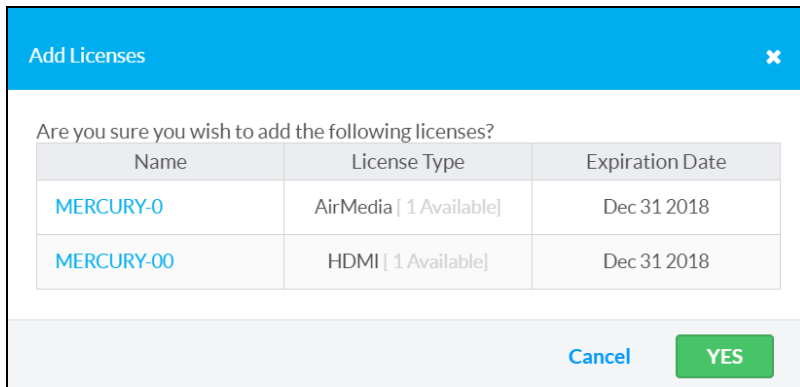 Add Licenses
Are you sure you wish to add the following licenses?
Name License Type Expiration Date
MERCURY-0 AirMedia [ 1 Available] Dec 31 2018
MERCURY-00 HDMI [ 1 Available] Dec 31 2018
Cancel YES